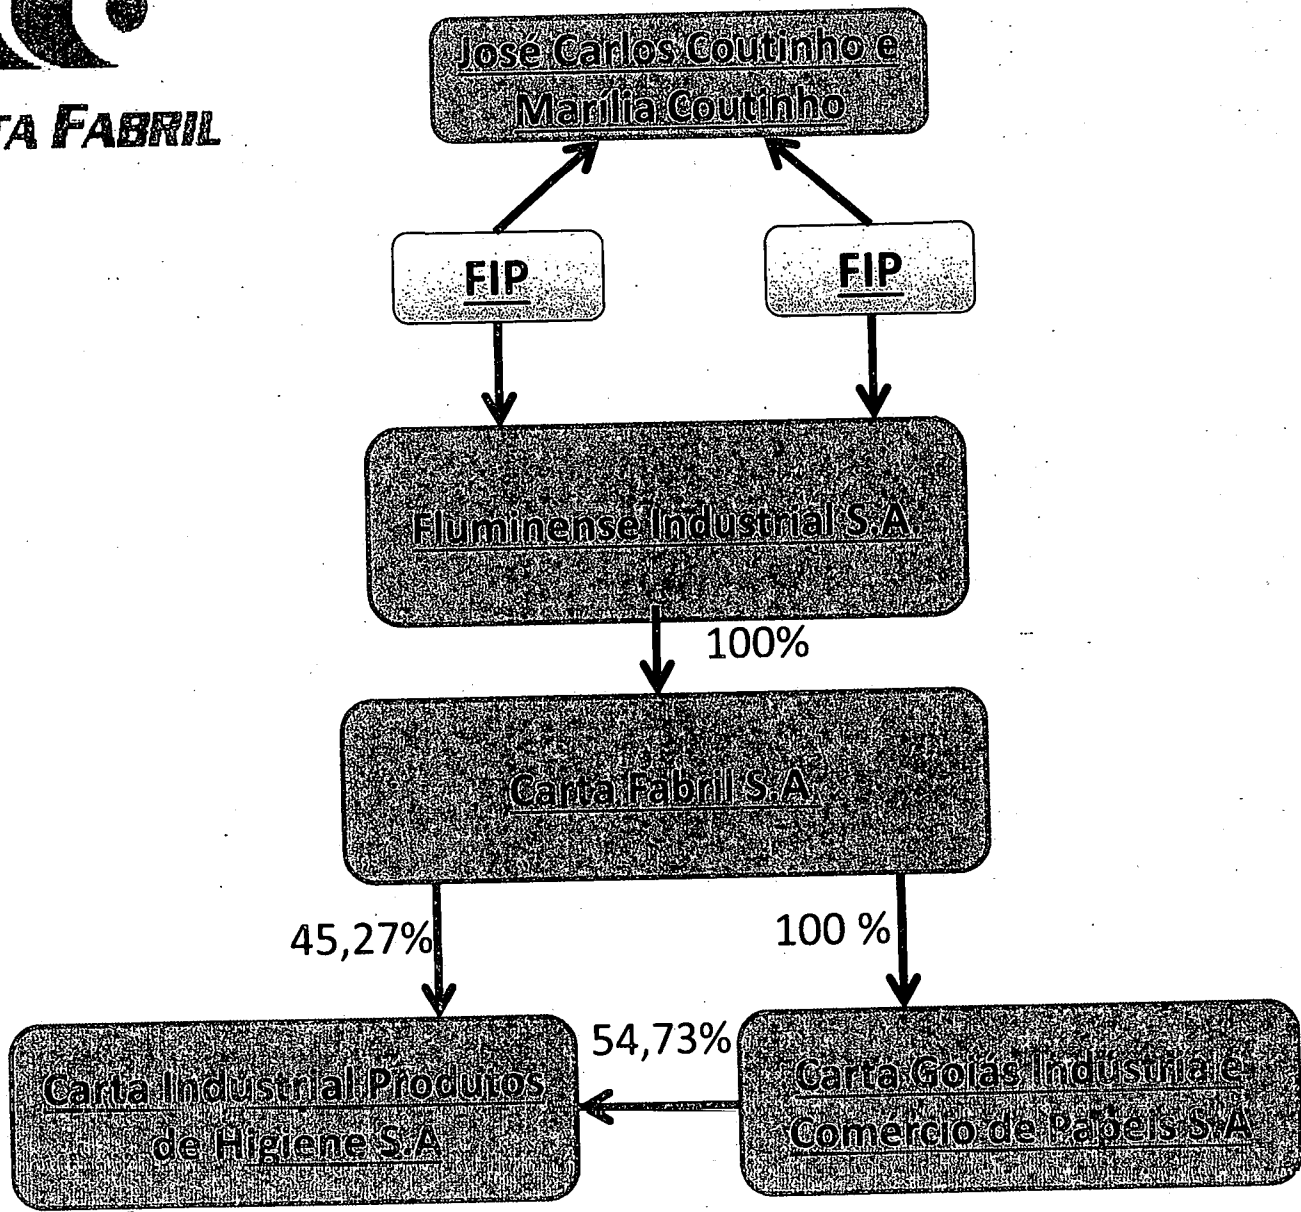 TA FABRIL
José Carlos Coutinho e
Marília Coutinho
FIP
FIP
Fluminense Industrial S.A
100%
Carta Fabril S.A
45,27%
100 %
54,73%
Carta Industrial Produtos
de Higiene S.A
Carta Goiás Indústria e
Comércio de Papéis S.A